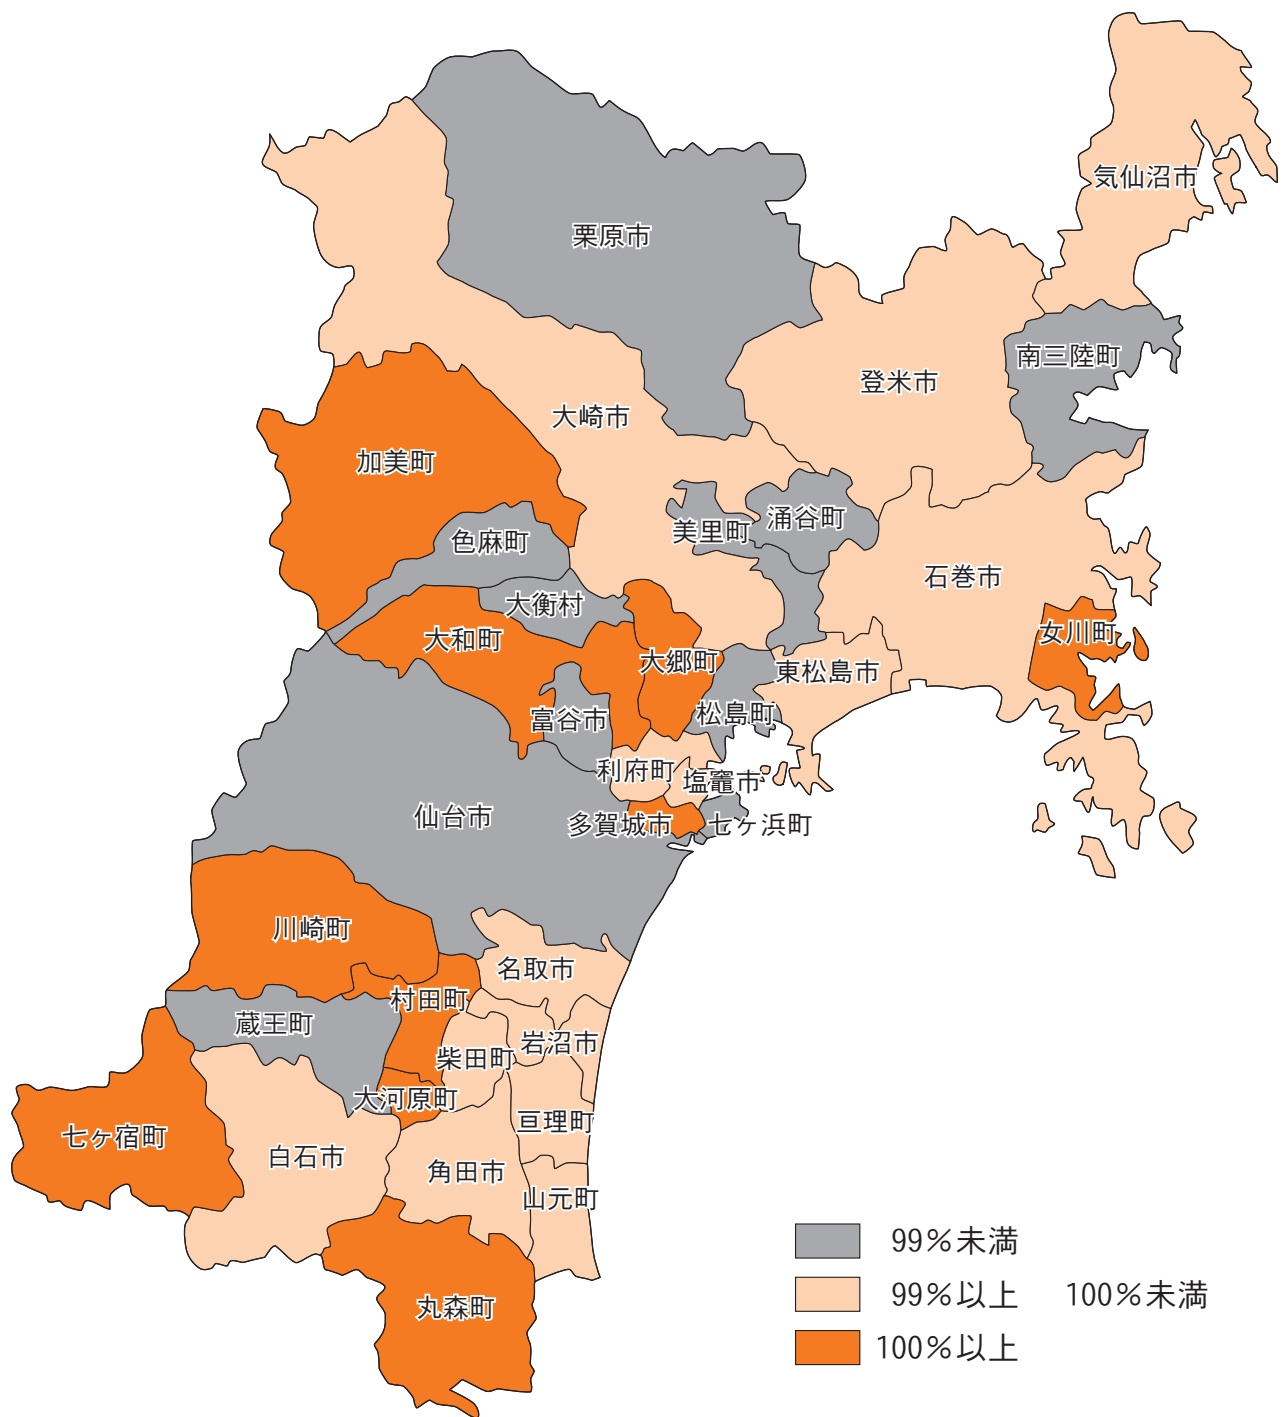 気仙沼市
栗原市
南三陸町
登米市
大崎市
加美町
涌谷町
美里町
色麻町
石巻市
大衡村
女川町
大和町
大郷町
東松島市
松島町
富谷市
利府町
塩竈市
仙台市
多賀城市
七ヶ浜町
川崎町
名取市
村田町
蔵王町
岩沼市
柴田町
大河原町
亘理町
七ヶ宿町
白石市
角田市
山元町
丸森町
99％未満
99％以上 100％未満
100％以上